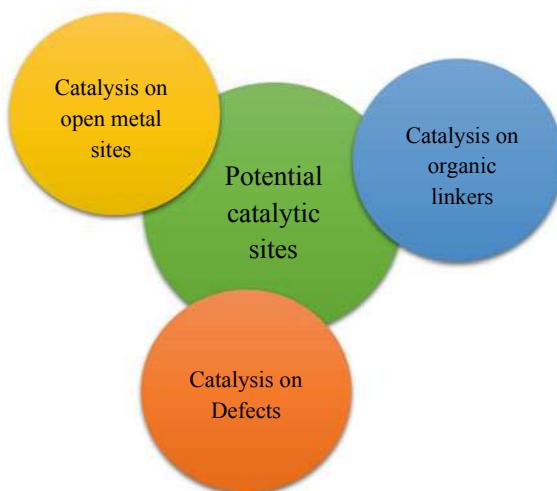 Catalysis on
open metal
sites
Potential
catalytic
sites
Catalysis on
organic
linkers
Catalysis on
Defects